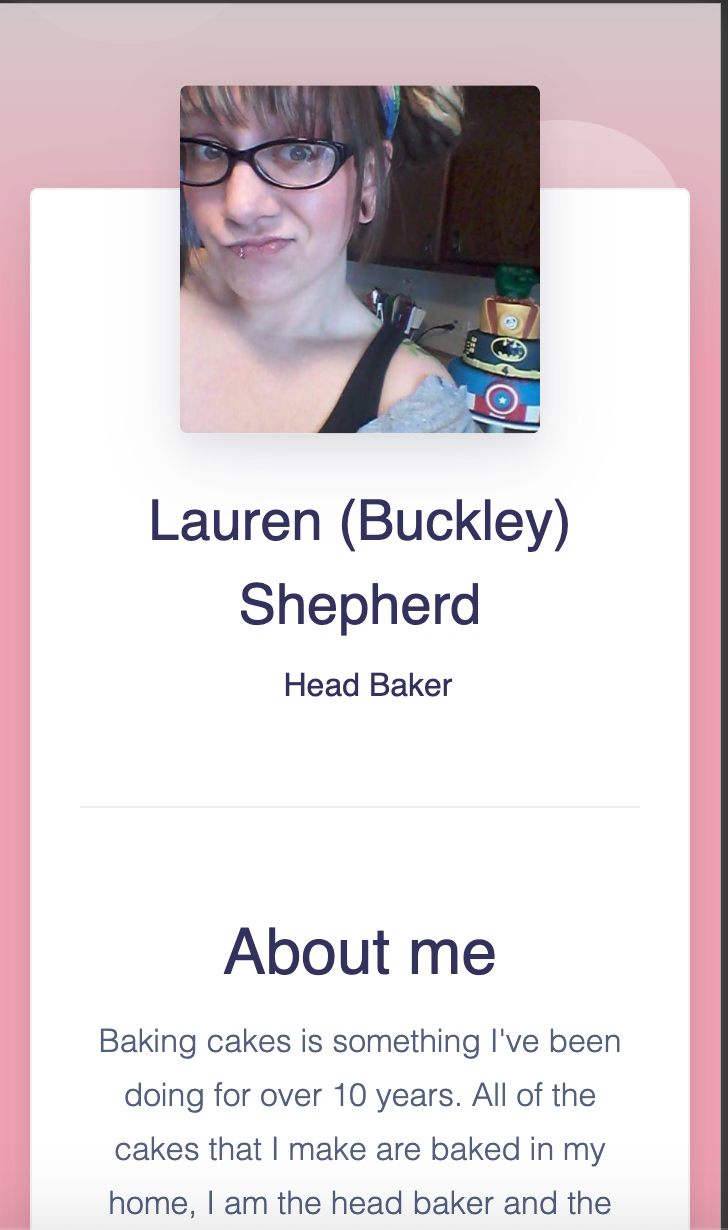 4
Lauren (Buckley)
Shepherd
Head Baker
About me
Baking cakes is something I've been
doing for over 10 years. All of the
cakes that I make are baked in my
home, I am the head baker and the